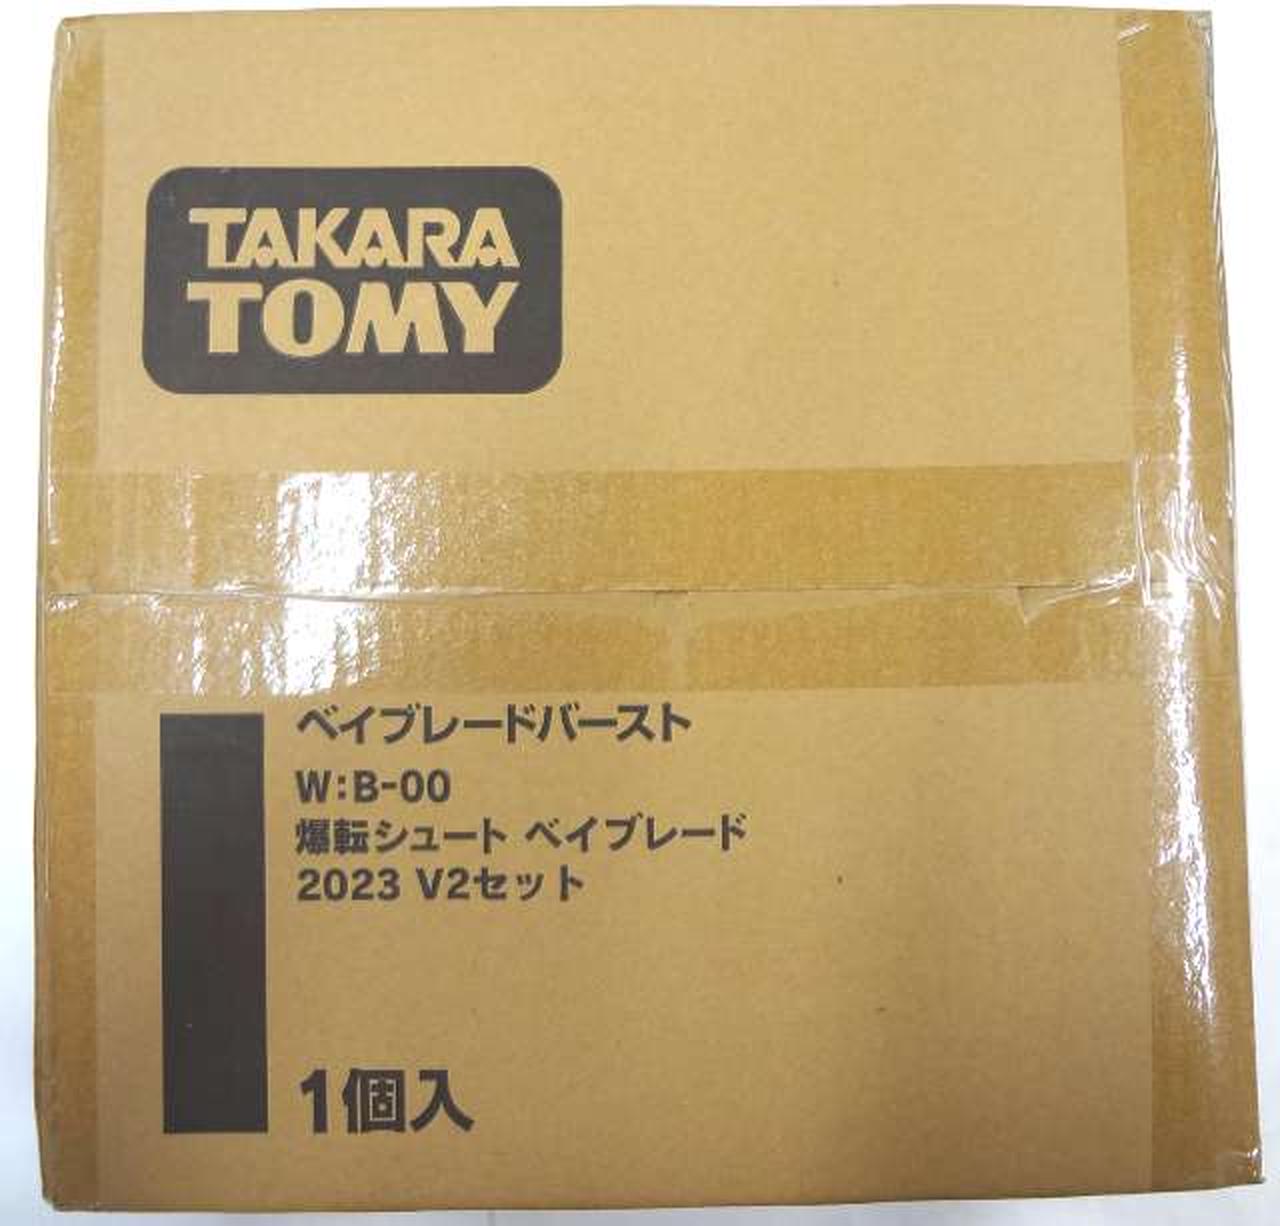 TAKARA
TOMY
ベイブレードバースト
W:B-00
爆転シュート ベイブレード
2023 V2セット
1個入